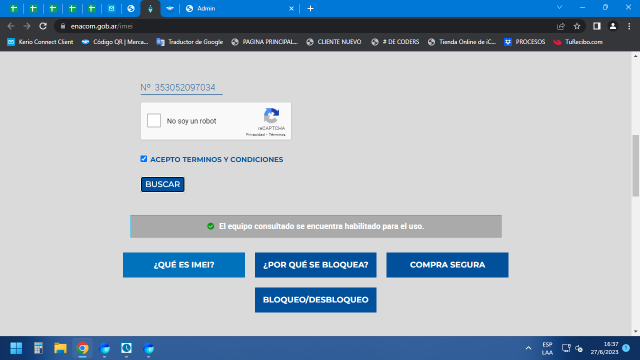 Admin
enacom.gob.ar/imei
Kerio Connect Client
Código QR | Merca...
Traductor de Google
PAGINA PRINCIPAL...
CLIENTE NUEVO
# DE CODERS
Tienda Online de iC...
PROCESOS
TuRecibo.com
Nº 353052097034
No soy un robot
reCAPTCHA
Privacidad - Términos
ACEPTO TERMINOS Y CONDICIONES
BUSCAR
El equipo consultado se encuentra habilitado para el uso.
¿QUÉ ES IMEI?
¿POR QUÉ SE BLOQUEA?
COMPRA SEGURA
BLOQUEO/DESBLOQUEO
ESP
LAA
16:37
27/6/2023